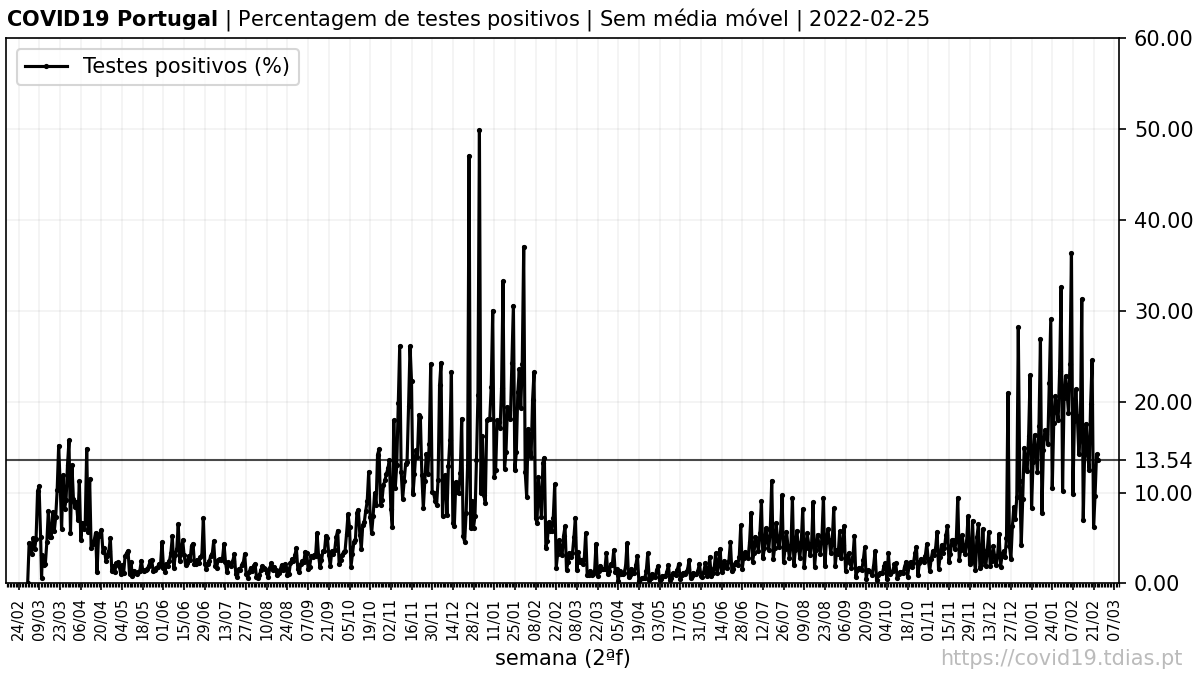 COVID19 Portugal | Percentagem de testes positivos | Sem média móvel | 2022-02-25
Testes positivos (%)
60.00
50.00
40.00
30.00
20.00
13.54
10.00
0.00
24/02 09/03 23/03 06/04 20/04 04/05 18/05 01/06 15/06 29/06 13/07 27/07 10/08 24/08 07/09 21/09 05/10 19/10 02/11 16/11 30/11 14/12 28/12 11/01 25/01 08/02 22/02 08/03 22/03 05/04 19/04 03/05 17/05 31/05 14/06 28/06 12/07 26/07 09/08 23/08 06/09 20/09 04/10 18/10 01/11 15/11 29/11 13/12 27/12 10/01 24/01 07/02 21/02 07/03
semana (2ªf)
https://covid19.tdias.pt